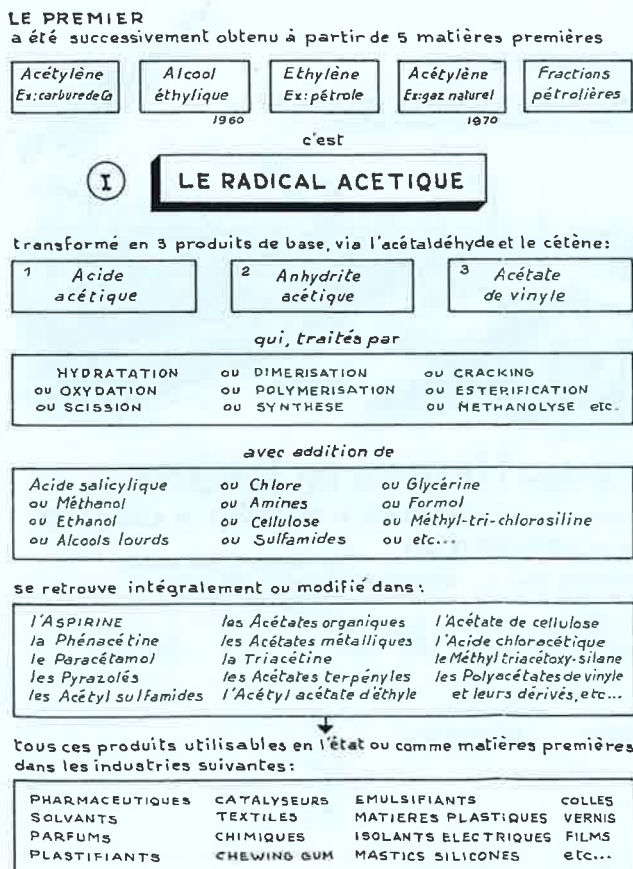 LE PREMIER
a été successivement obtenu à partir de 5 matières premières
Acétylène Alcool Ethylène Acétylène Fractions
Ex: carbure de Ca éthylique Ex: pétrole Ex: gaz naturel pétrolières
1960 1970
c'est
I LE RADICAL ACETIQUE
transformé en 3 produits de base, via l'acétaldéhyde et le cétène:
1 Acide 2 Anhydrite 3 Acétate
acétique acétique de vinyle
qui, traités par
HYDRATATION ou DIMERISATION ou CRACKING
ou OXYDATION ou POLYMERISATION ou ESTERIFICATION
ou SCISSION ou SYNTHESE ou METHANOLYSE etc.
avec addition de
Acide salicylique ou Chlore ou Glycérine
ou Méthanol ou Amines ou Formol
ou Ethanol ou Cellulose ou Méthyl-tri-chlorosiline
ou Alcools lourds ou Sulfamides ou etc...
se retrouve intégralement ou modifié dans:
l'ASPIRINE les Acétates organiques l'Acétate de cellulose
la Phénacétine les Acétates métalliques l'Acide chloracétique
le Paracétamol la Triacétine le Méthyl triacétoxy-silane
les Pyrazolés les Acétates terpényles les Polyacétates de vinyle
les Acétyl sulfamides l'Acétyl acétate d'éthyle et leurs dérivés, etc...
tous ces produits utilisables en l'état ou comme matières premières
dans les industries suivantes:
PHARMACEUTIQUES CATALYSEURS EMULSIFIANTS COLLES
SOLVANTS TEXTILES MATIERES PLASTIQUES VERNIS
PARFUMS CHIMIQUES ISOLANTS ELECTRIQUES FILMS
PLASTIFIANTS CHEWING GUM MASTICS SILICONES etc...